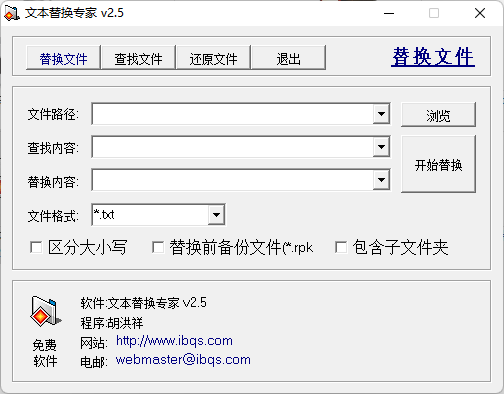 文本替换专家 v2.5
替换文件 查找文件 还原文件 退出 替换文件
文件路径: 浏览
查找内容:
开始替换
替换内容:
文件格式: *.txt
区分大小写 替换前备份文件(*.rpk 包含子文件夹
软件:文本替换专家 v2.5
程序:胡洪祥
网站: http://www.ibqs.com
电邮: webmaster@ibqs.com
免费
软件